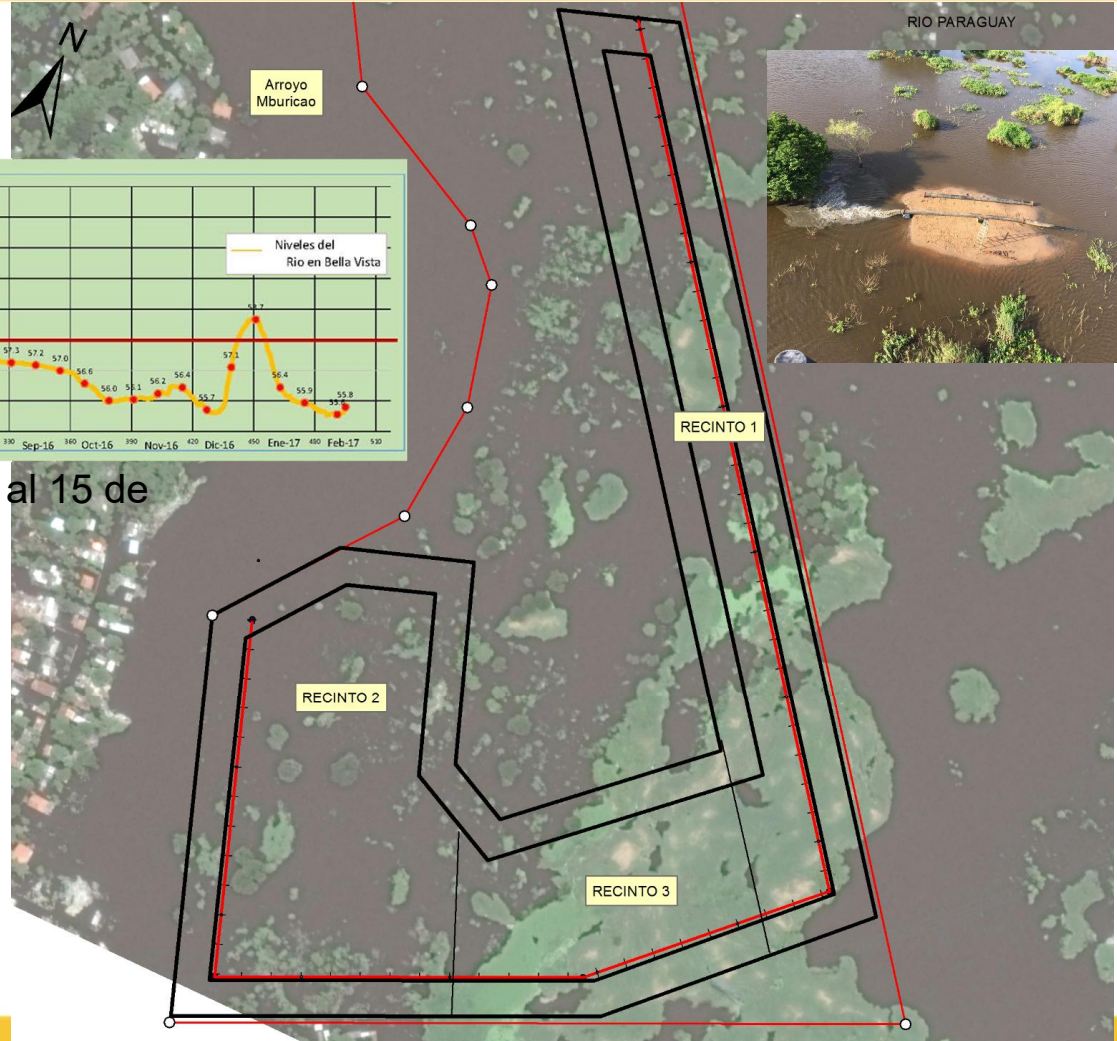 RIO PARAGUAY
N
Arroyo
Mburicao
Niveles del
Rio en Bella Vista
57.3 57.2 57.0 56.6 56.0 56.1 56.2 56.4 55.7 57.1 58.7 56.4 55.9 55.6 55.8
330 Sep-16 360 Oct-16 390 Nov-16 420 Dic-16 450 Ene-17 480 Feb-17 510
RECINTO 1
al 15 de
RECINTO 2
RECINTO 3